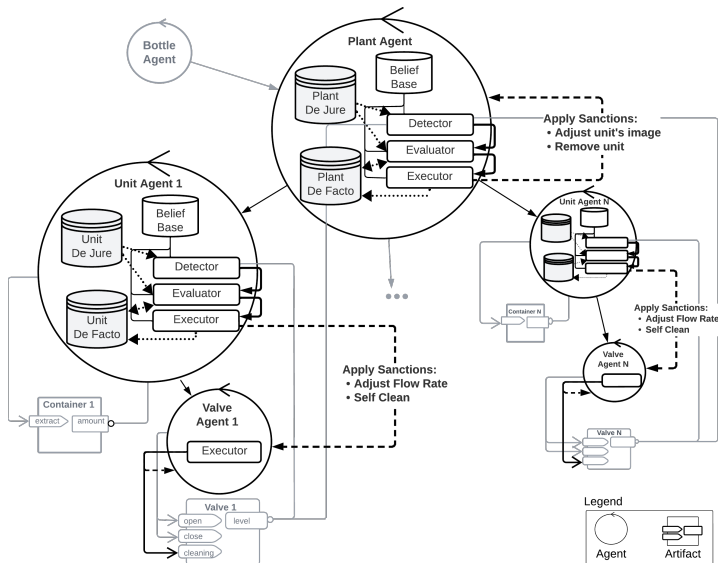 Bottle
Agent
Plant Agent
Belief
Base
Plant
De Jure
Detector
Evaluator
Executor
Plant
De Facto
Apply Sanctions:
• Adjust unit's image
• Remove unit
Unit Agent 1
Belief
Base
Unit
De Jure
Detector
Evaluator
Executor
Unit
De Facto
Unit Agent N
Container N
Apply Sanctions:
• Adjust Flow Rate
• Self Clean
Valve
Agent N
Valve N
Apply Sanctions:
• Adjust Flow Rate
• Self Clean
Container 1
extract
amount
Valve
Agent 1
Executor
Valve 1
open
level
close
cleaning
Legend
Agent
Artifact